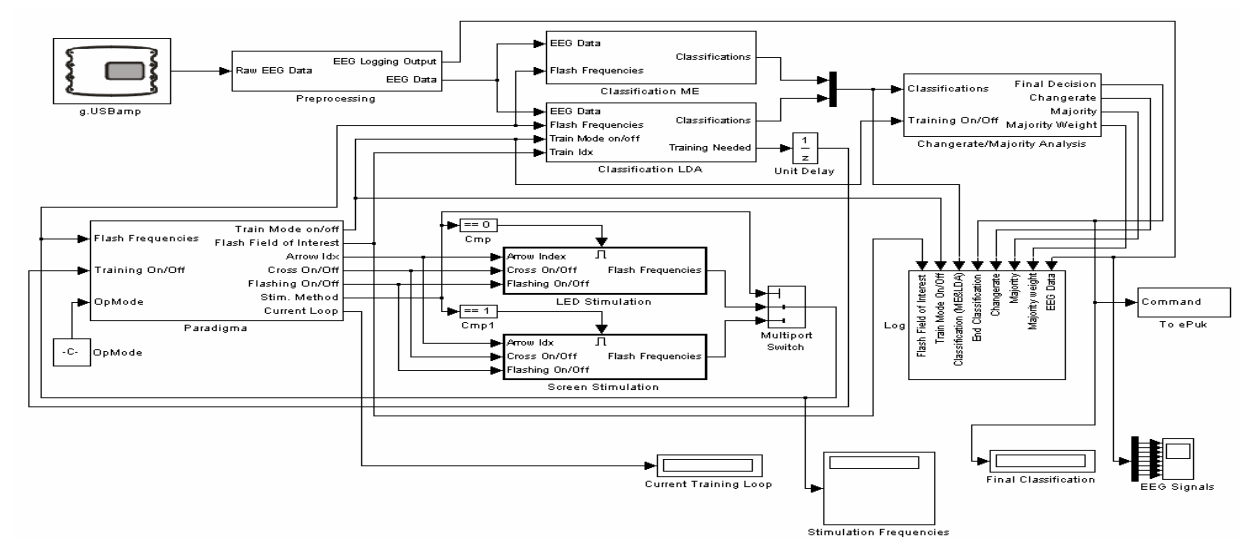 g.USBamp
Raw EEG Data
EEG Logging Output
EEG Data
Preprocessing
EEG Data
Flash Frequencies
Classifications
Classification ME
EEG Data
Flash Frequencies
Train Mode on/off
Train Idx
Classifications
Training Needed
Classification LDA
1
z
Unit Delay
Classifications
Training On/Off
Final Decision
Changerate
Majority
Majority Weight
Changerate/Majority Analysis
Flash Frequencies
Training On/Off
OpMode
Train Mode on/off
Flash Field of Interest
Arrow Idx
Cross On/Off
Flashing On/Off
Stim. Method
Current Loop
Paradigma
-C-
OpMode
== 0
Cmp
Arrow Index
Cross On/Off
Flashing On/Off
Flash Frequencies
LED Stimulation
== 1
Cmp1
Arrow Idx
Cross On/Off
Flashing On/Off
Flash Frequencies
Screen Stimulation
Multiport
Switch
Log
Flash Field of Interest
Train Mode On/Off
Classification (ME&LDA)
End Classification
Changerate
Majority
Majority weight
EEG Data
Command
To ePuk
Current Training Loop
Stimulation Frequencies
Final Classification
EEG Signals